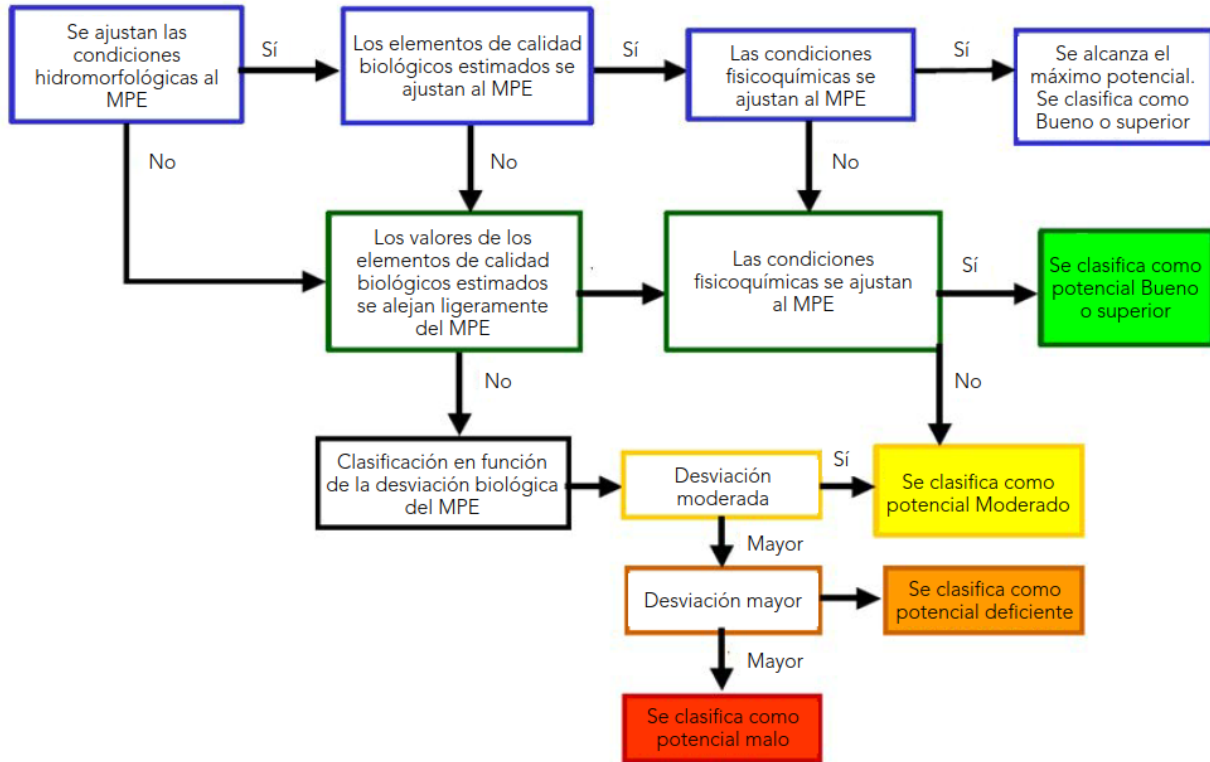 Se ajustan las
condiciones
hidromorfológicas al
MPE
Sí
Los elementos de calidad
biológicos estimados se
ajustan al MPE
Sí
Las condiciones
fisicoquímicas se
ajustan al MPE
Sí
Se alcanza el
máximo potencial.
Se clasifica como
Bueno o superior
No
No
No
Los valores de los
elementos de calidad
biológicos estimados
se alejan ligeramente
del MPE
Las condiciones
fisicoquímicas se ajustan
al MPE
Sí
Se clasifica como
potencial Bueno
o superior
No
No
Clasificación en función
de la desviación biológica
del MPE
Desviación
moderada
Sí
Se clasifica como
potencial Moderado
Mayor
Desviación mayor
Se clasifica como
potencial deficiente
Mayor
Se clasifica como
potencial malo